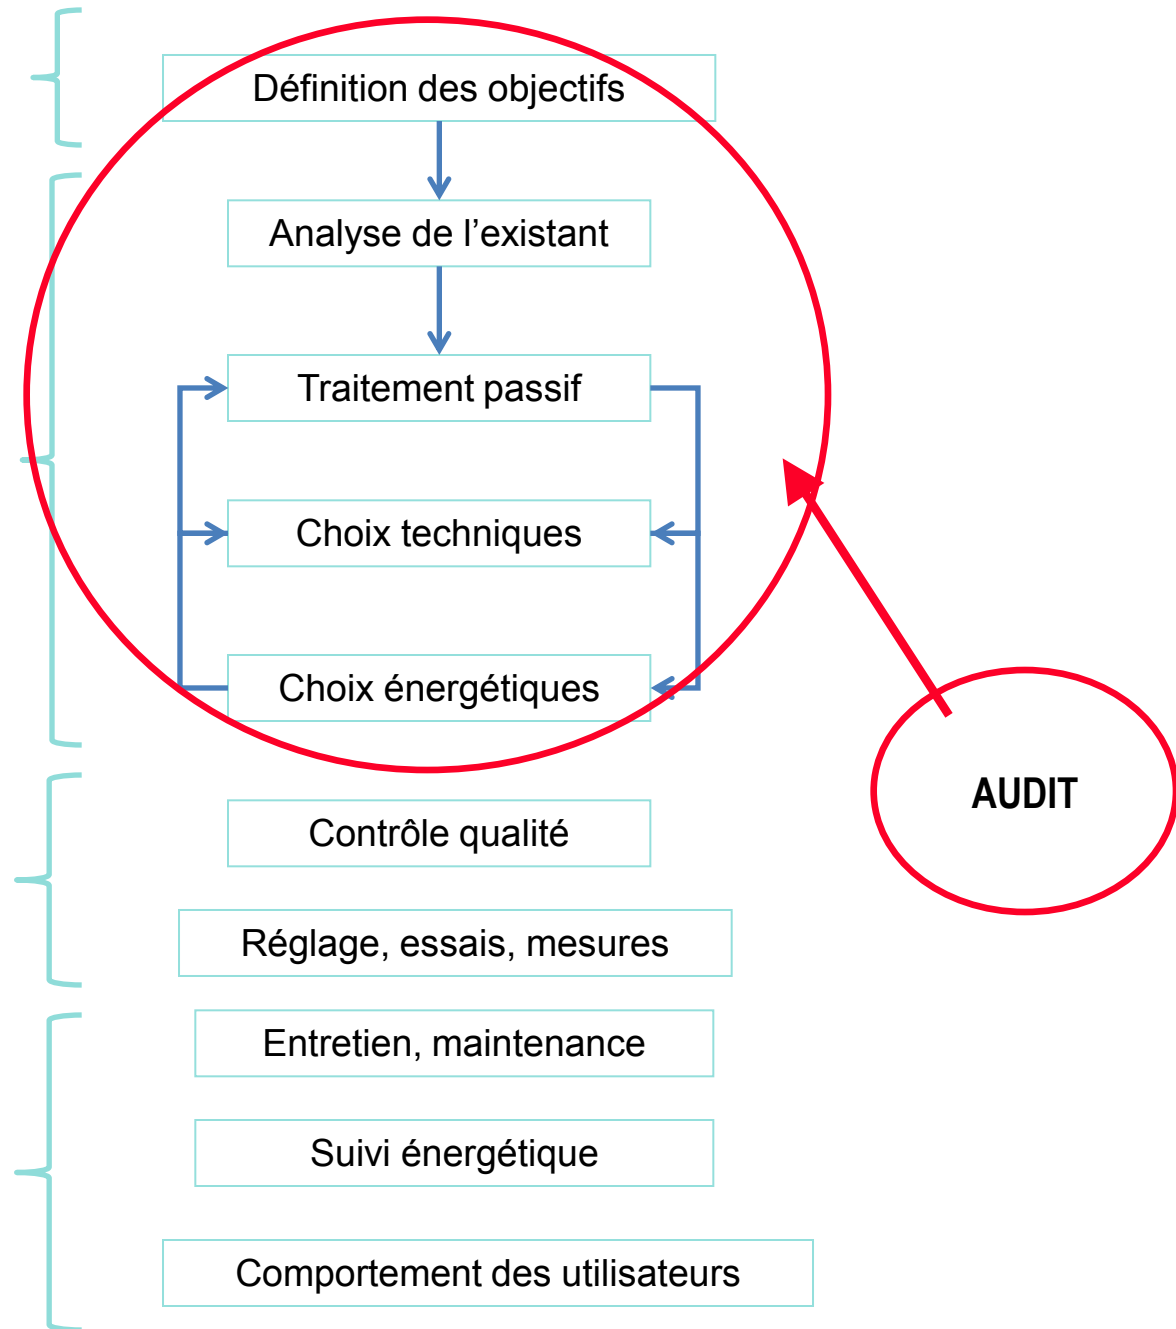 Définition des objectifs
Analyse de l’existant
Traitement passif
Choix techniques
Choix énergétiques
AUDIT
Contrôle qualité
Réglage, essais, mesures
Entretien, maintenance
Suivi énergétique
Comportement des utilisateurs